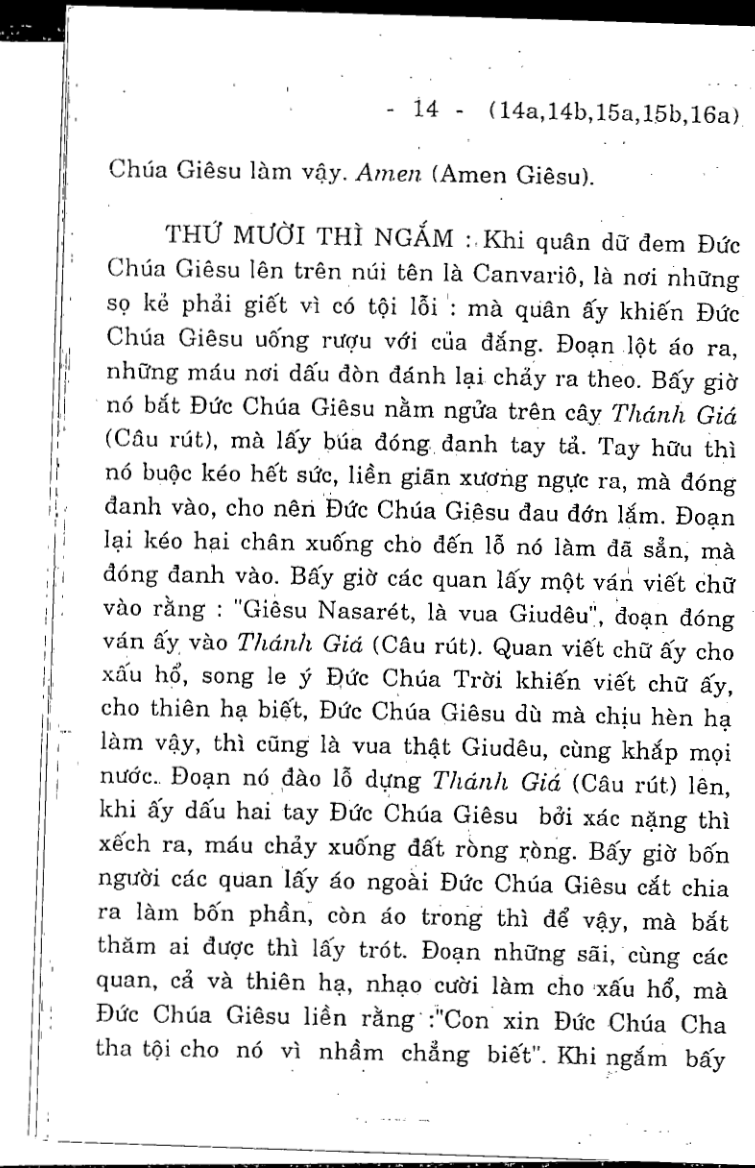 - 14 - (14a,14b,15a,15b,16a)
Chúa Giêsu làm vậy. Amen (Amen Giêsu).
THỨ MƯỜI THÌ NGẮM : Khi quân dữ đem Đức
Chúa Giêsu lên trên núi tên là Canvariô, là nơi những
sọ kẻ phải giết vì có tội lỗi : mà quân ấy khiến Đức
Chúa Giêsu uống rượu với của đắng. Đoạn lột áo ra,
những máu nơi dấu đòn đánh lại chảy ra theo. Bấy giờ
nó bắt Đức Chúa Giêsu nằm ngửa trên cây Thánh Giá
(Câu rút), mà lấy búa đóng đanh tay tả. Tay hữu thì
nó buộc kéo hết sức, liền giãn xương ngực ra, mà đóng
đanh vào, cho nên Đức Chúa Giêsu đau đớn lắm. Đoạn
lại kéo hai chân xuống cho đến lỗ nó làm đã sẳn, mà
đóng đanh vào. Bấy giờ các quan lấy một ván viết chữ
vào rằng : "Giêsu Nasarét, là vua Giudêu", đoạn đóng
ván ấy vào Thánh Giá (Câu rút). Quan viết chữ ấy cho
xấu hổ, song le ý Đức Chúa Trời khiến viết chữ ấy,
cho thiên hạ biết, Đức Chúa Giêsu dù mà chịu hèn hạ
làm vậy, thì cũng là vua thật Giudêu, cùng khắp mọi
nước. Đoạn nó đào lỗ dựng Thánh Giá (Câu rút) lên,
khi ấy dấu hai tay Đức Chúa Giêsu bởi xác nặng thì
xếch ra, máu chảy xuống đất ròng ròng. Bấy giờ bốn
người các quan lấy áo ngoài Đức Chúa Giêsu cắt chia
ra làm bốn phần, còn áo trong thì để vậy, mà bắt
thăm ai được thì lấy trót. Đoạn những sãi, cùng các
quan, cả và thiên hạ, nhạo cười làm cho xấu hổ, mà
Đức Chúa Giêsu liền rằng :"Con xin Đức Chúa Cha
tha tội cho nó vì nhầm chẳng biết". Khi ngắm bấy